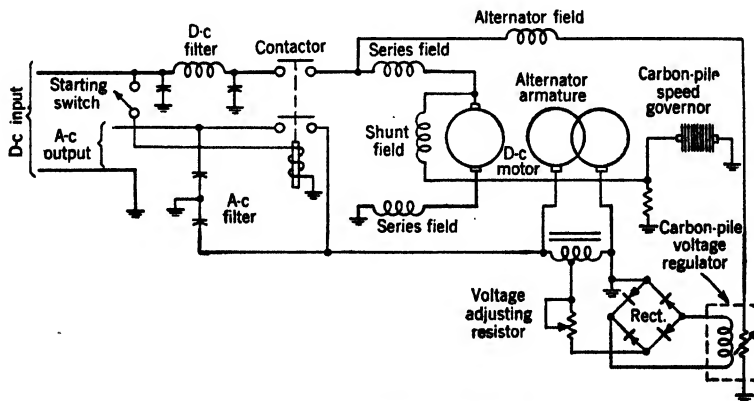 Alternator field
D-c
filter
Contactor
Series field
Starting
switch
D-c input
A-c
output
Shunt
field
Alternator
armature
Carbon-pile
speed
governor
D-c
motor
A-c
filter
Series field
Carbon-pile
voltage
regulator
Voltage
adjusting
resistor
Rect.